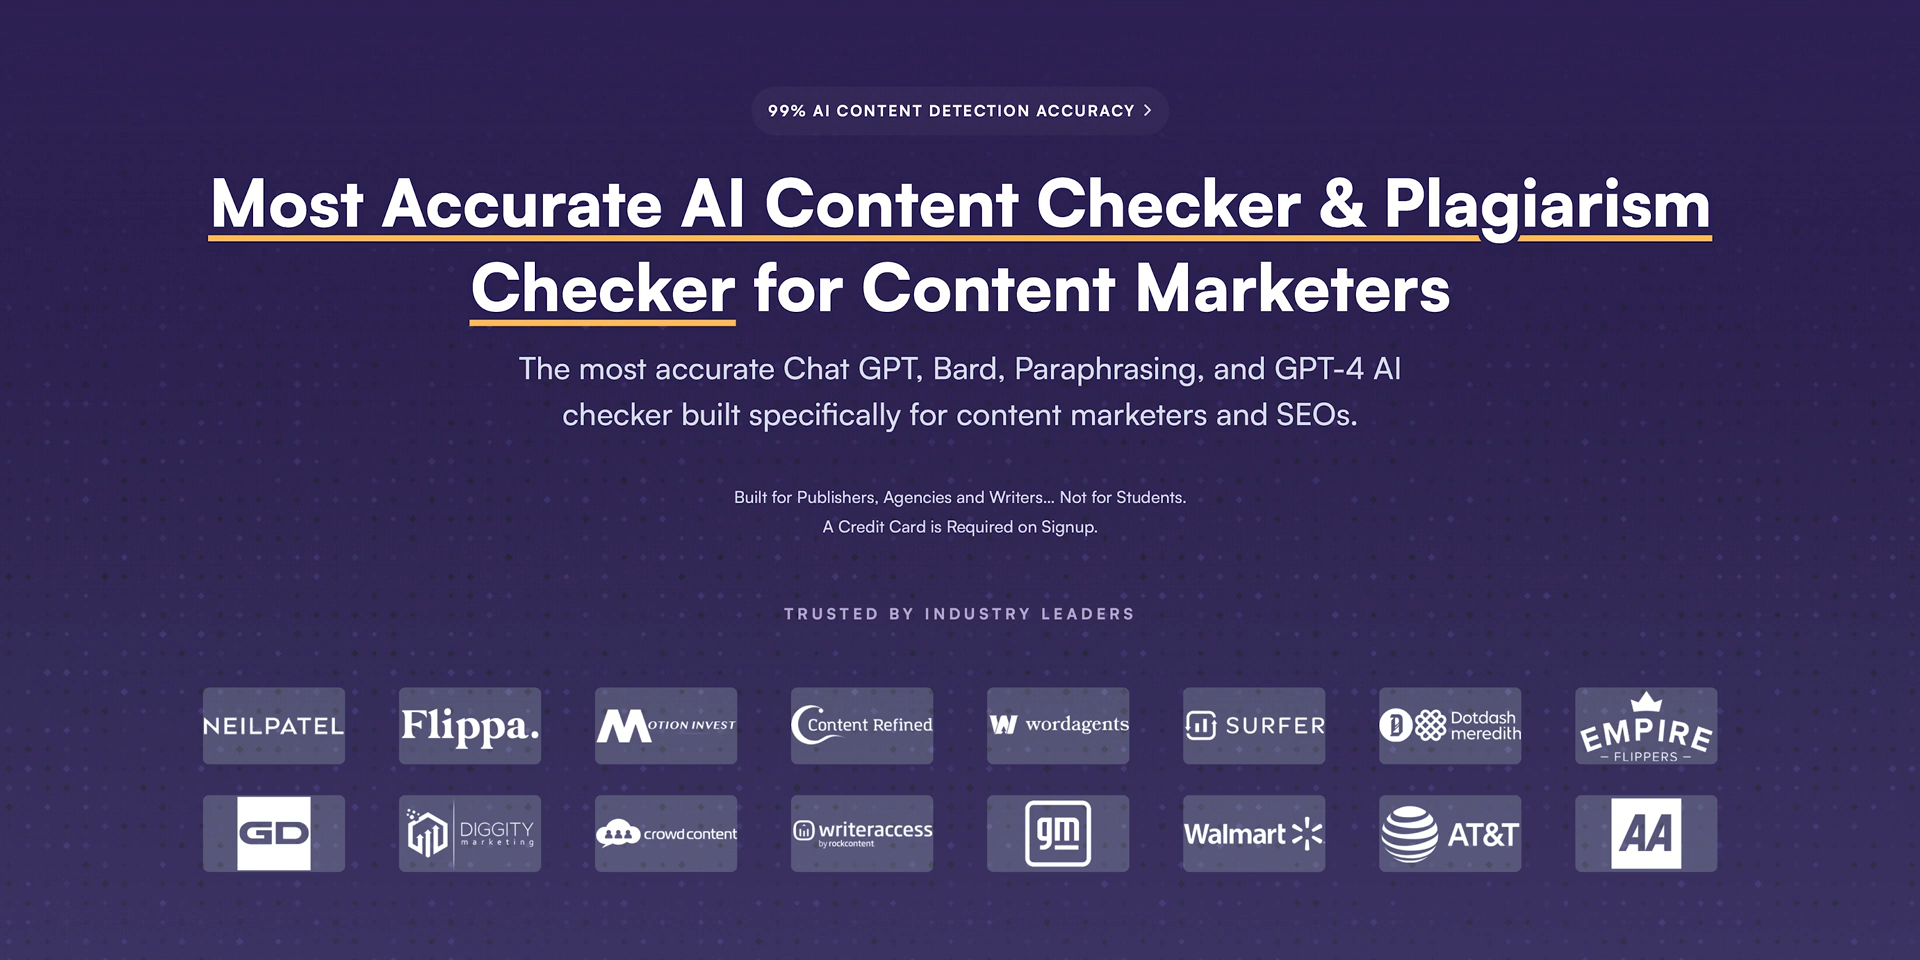 99% AI CONTENT DETECTION ACCURACY
Most Accurate AI Content Checker & Plagiarism
Checker for Content Marketers
The most accurate Chat GPT, Bard, Paraphrasing, and GPT-4 AI
checker built specifically for content marketers and SEOs.
Built for Publishers, Agencies and Writers... Not for Students.
A Credit Card is Required on Signup.
TRUSTED BY INDUSTRY LEADERS
NEILPATEL
Flippa.
MOTION INVEST
Content Refined
W wordagents
SURFER
D Dotdash
meredith
EMPIRE
FLIPPERS
GD
DIGGITY
marketing
crowdcontent
writeraccess
by rockcontent
gm
Walmart
AT&T
AA